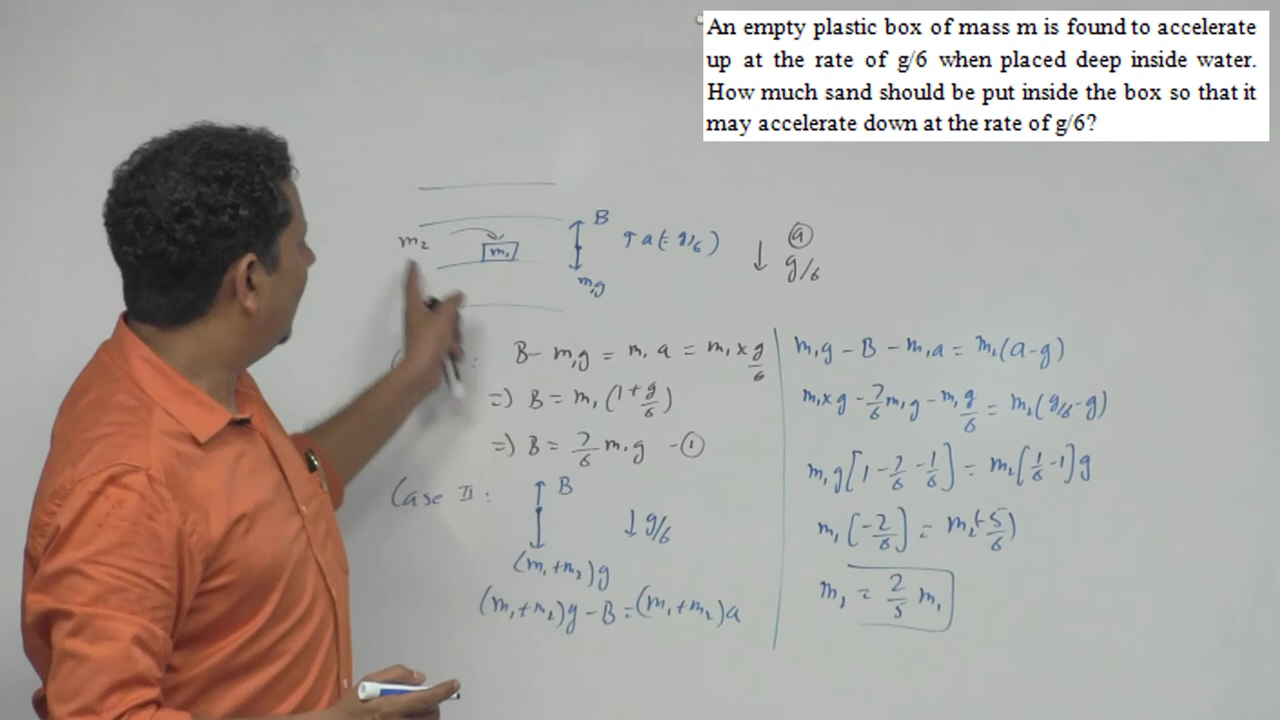 An empty plastic box of mass m is found to accelerate
up at the rate of g/6 when placed deep inside water.
How much sand should be put inside the box so that it
may accelerate down at the rate of g/6?
m₂
m₁
B
m₁g
↑ a(= g/6)
↓ a
g/6
: B - m₁g = m₁ a = m₁ x g/6
=) B = m₁ (1 + g/6)
=) B = 7/6 m₁g - ①
Case II :
B
↓ g/6
(m₁ + m₂)g
(m₁ + m₂)g - B = (m₁ + m₂)a
m₁g - B - m₁a = m₂(a - g)
m₁xg - 7/6 m₁g - m₁ g/6 = m₂(g/6 - g)
m₁g[1 - 7/6 - 1/6] = m₂[1/6 - 1]g
m₁[-2/6] = m₂(-5/6)
m₂ = 2/5 m₁